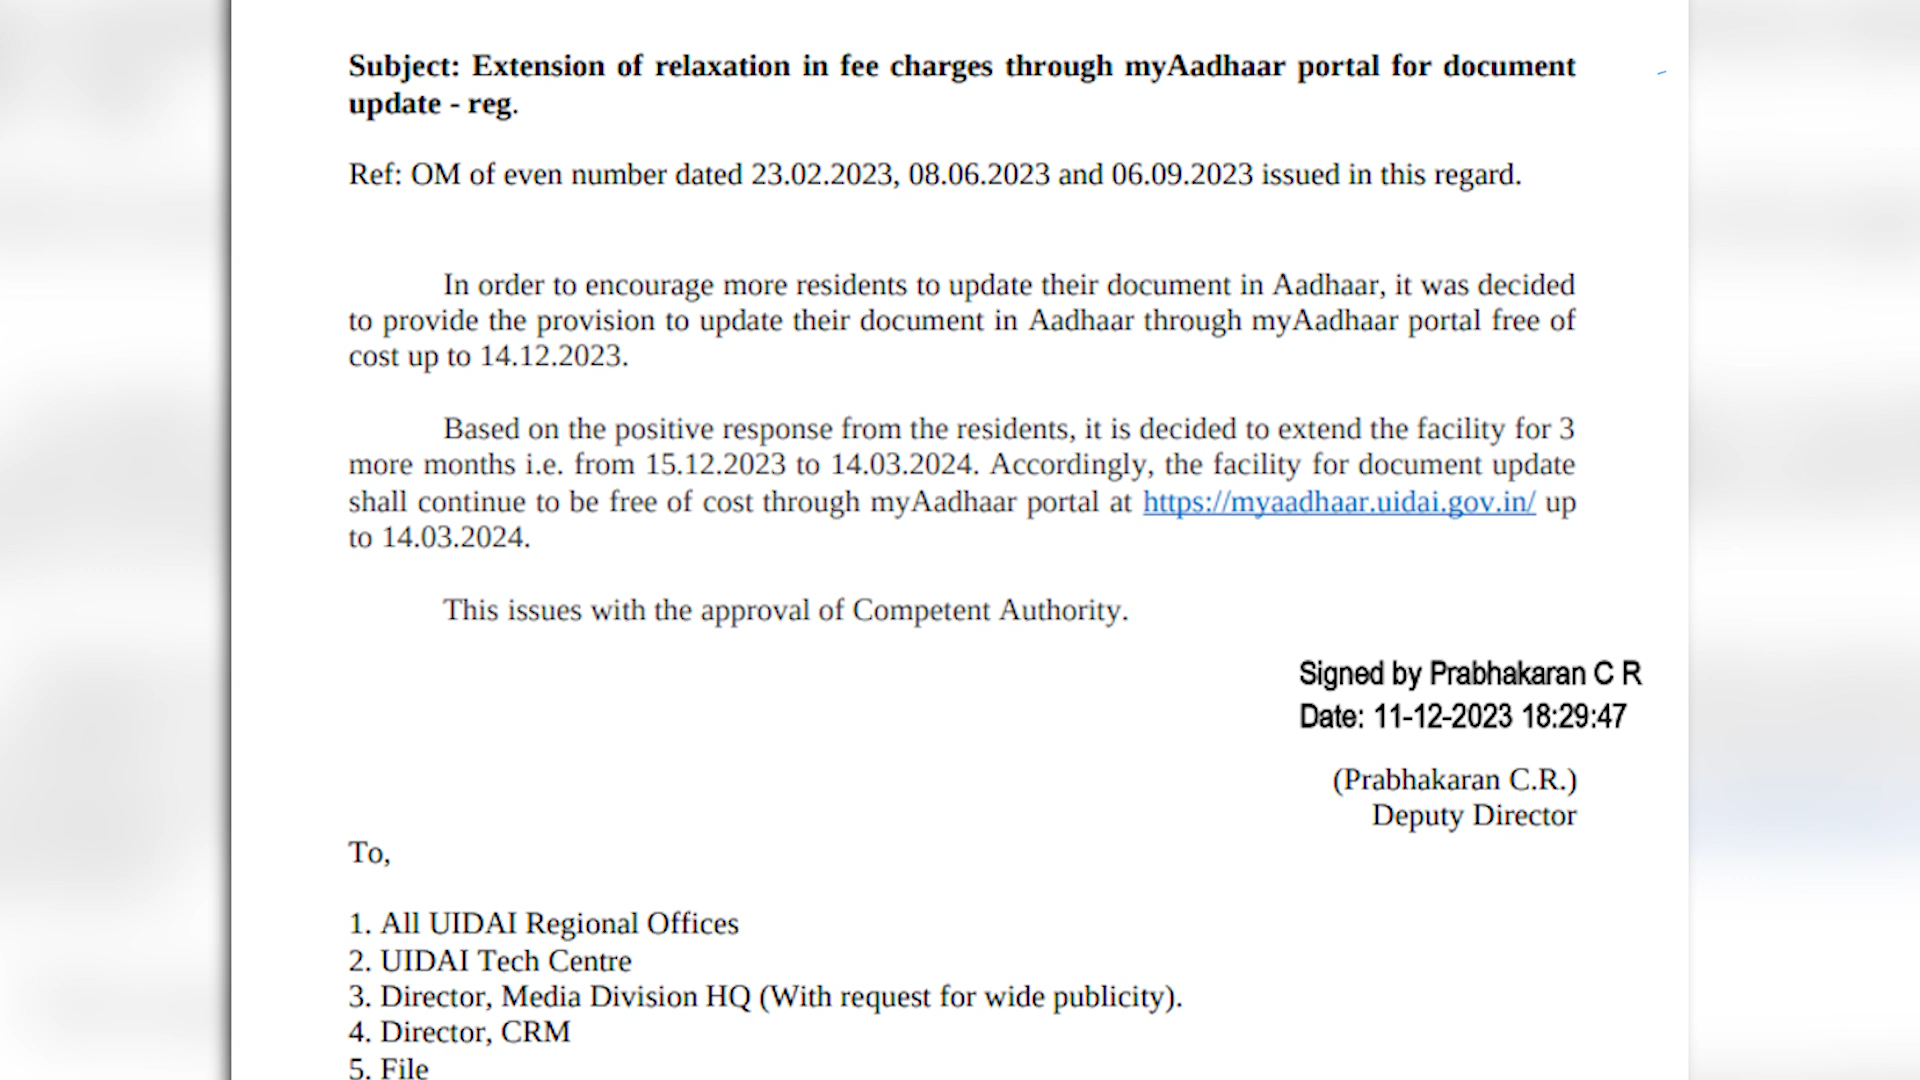 Subject: Extension of relaxation in fee charges through myAadhaar portal for document
update - reg.
Ref: OM of even number dated 23.02.2023, 08.06.2023 and 06.09.2023 issued in this regard.
In order to encourage more residents to update their document in Aadhaar, it was decided
to provide the provision to update their document in Aadhaar through myAadhaar portal free of
cost up to 14.12.2023.
Based on the positive response from the residents, it is decided to extend the facility for 3
more months i.e. from 15.12.2023 to 14.03.2024. Accordingly, the facility for document update
shall continue to be free of cost through myAadhaar portal at https://myaadhaar.uidai.gov.in/ up
to 14.03.2024.
This issues with the approval of Competent Authority.
Signed by Prabhakaran C R
Date: 11-12-2023 18:29:47
(Prabhakaran C.R.)
Deputy Director
To,
1. All UIDAI Regional Offices
2. UIDAI Tech Centre
3. Director, Media Division HQ (With request for wide publicity).
4. Director, CRM
5. File